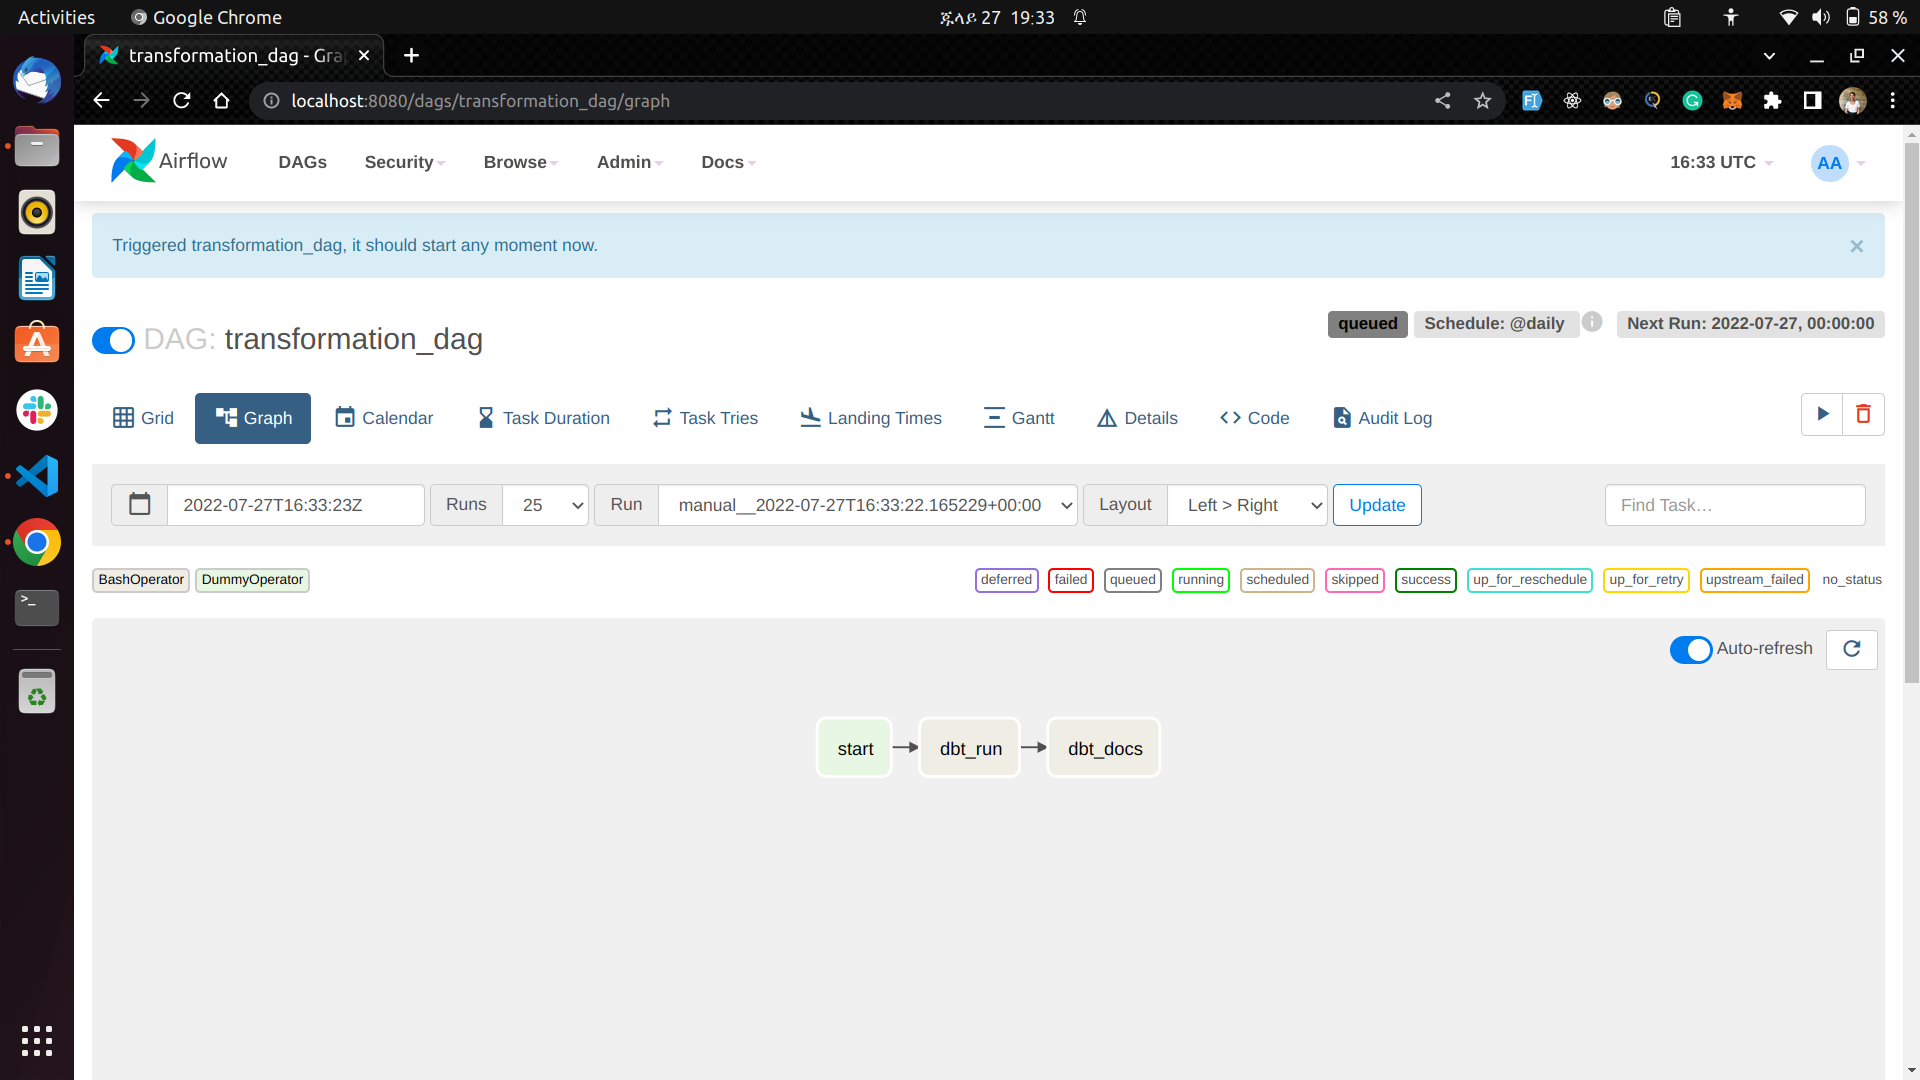 Activities
Google Chrome
ጁላይ 27 19:33
58 %
transformation_dag - Gra
localhost:8080/dags/transformation_dag/graph
Airflow
DAGs
Security
Browse
Admin
Docs
16:33 UTC
AA
Triggered transformation_dag, it should start any moment now.
×
DAG: transformation_dag
queued
Schedule: @daily
Next Run: 2022-07-27, 00:00:00
Grid
Graph
Calendar
Task Duration
Task Tries
Landing Times
Gantt
Details
Code
Audit Log
2022-07-27T16:33:23Z
Runs
25
Run
manual__2022-07-27T16:33:22.165229+00:00
Layout
Left > Right
Update
Find Task…
BashOperator
DummyOperator
deferred
failed
queued
running
scheduled
skipped
success
up_for_reschedule
up_for_retry
upstream_failed
no_status
Auto-refresh
start
dbt_run
dbt_docs